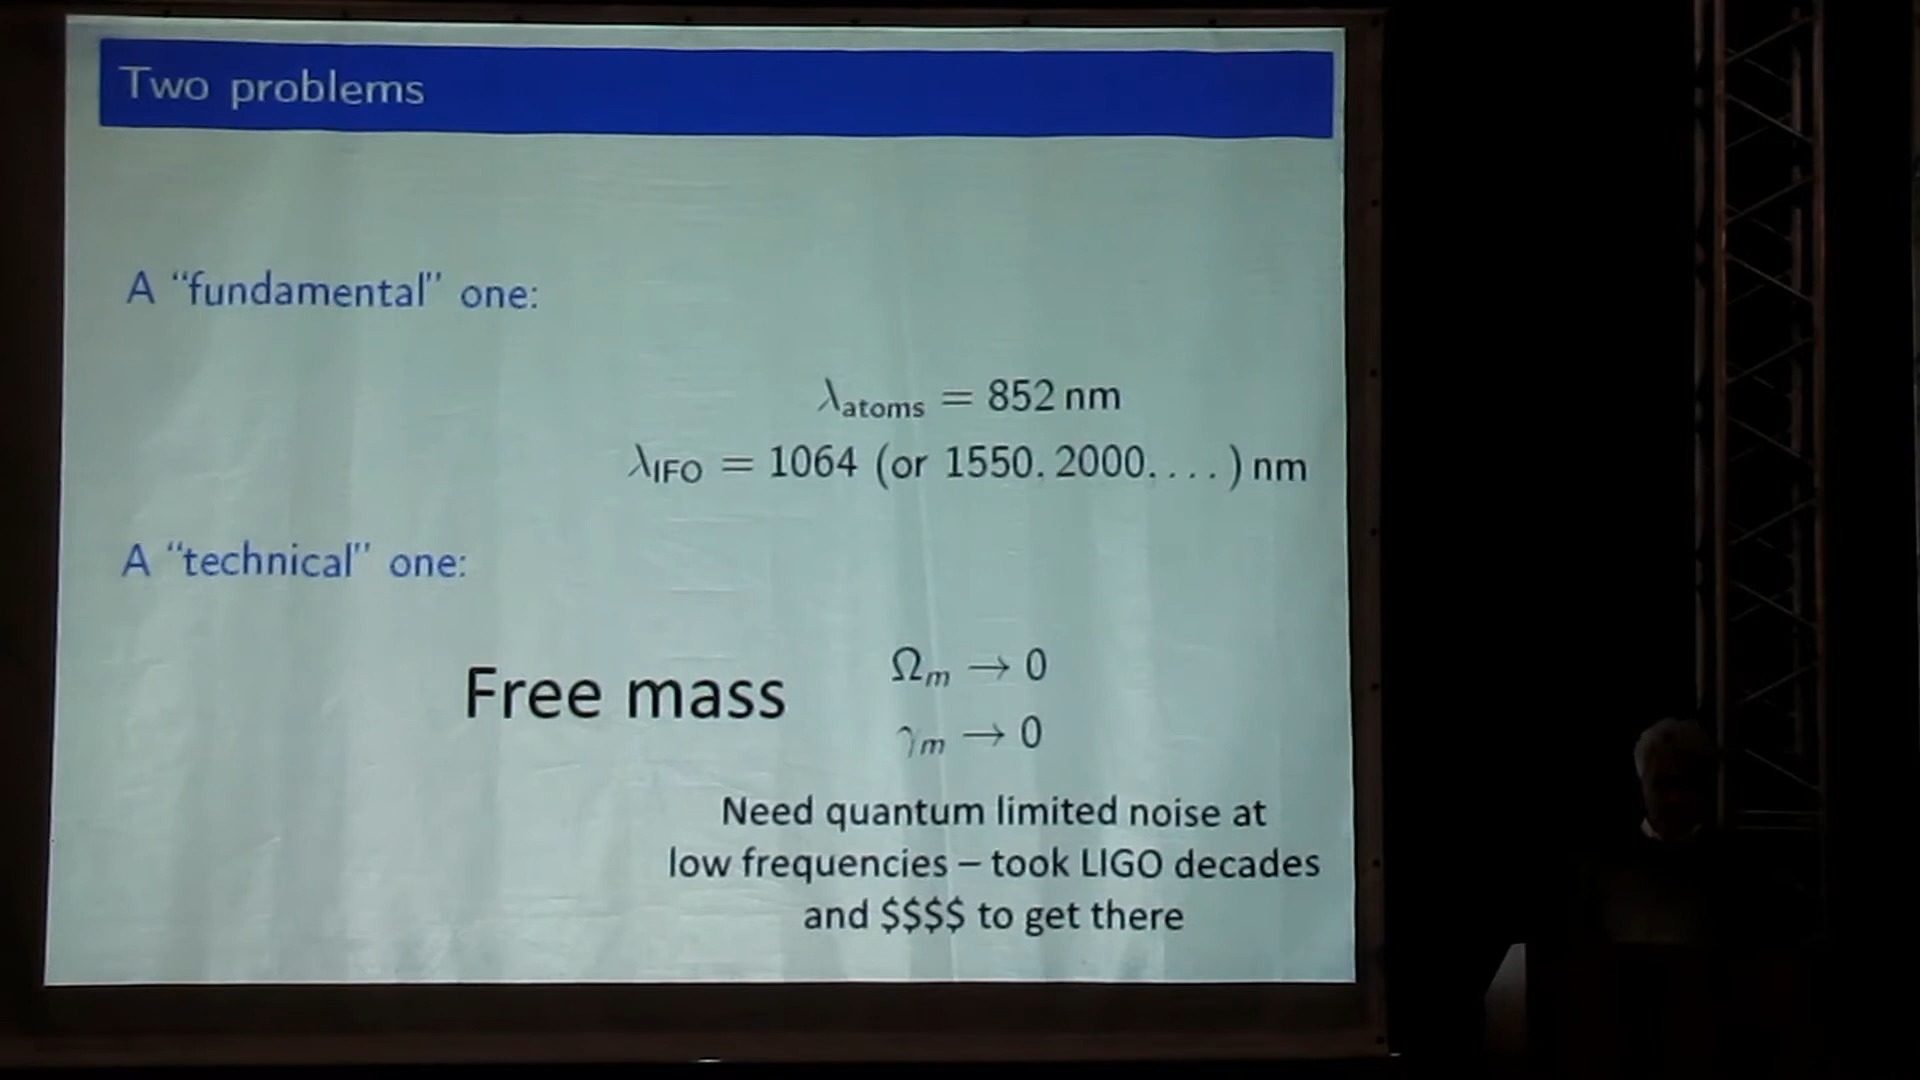 Two problems
A “fundamental” one:
λatoms = 852 nm
λIFO = 1064 (or 1550, 2000, . . . ) nm
A “technical” one:
Free mass
Ωm → 0
γm → 0
Need quantum limited noise at
low frequencies – took LIGO decades
and $$$$ to get there